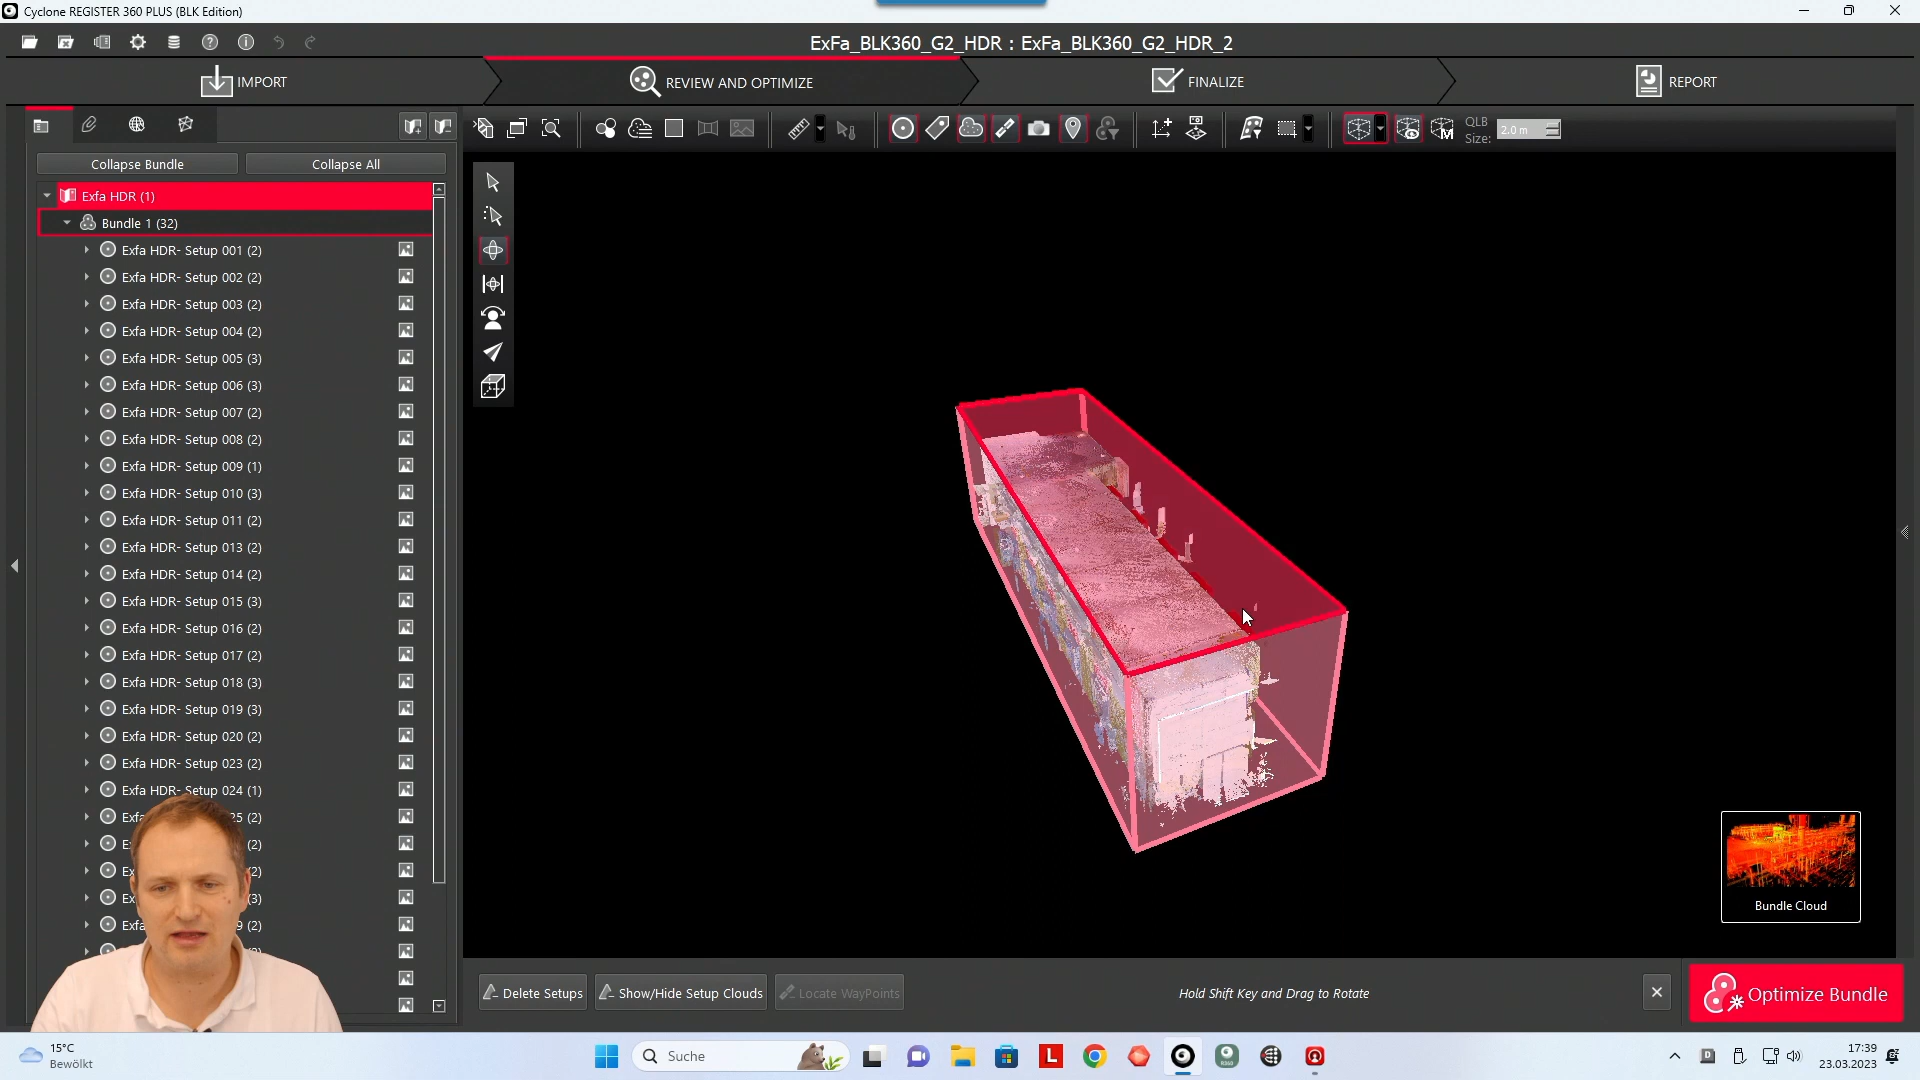 Cyclone REGISTER 360 PLUS (BLK Edition)
ExFa_BLK360_G2_HDR : ExFa_BLK360_G2_HDR_2
IMPORT
REVIEW AND OPTIMIZE
FINALIZE
REPORT
QLB
Size:
2.0 m
Collapse Bundle
Collapse All
Exfa HDR (1)
Bundle 1 (32)
Exfa HDR- Setup 001 (2)
Exfa HDR- Setup 002 (2)
Exfa HDR- Setup 003 (2)
Exfa HDR- Setup 004 (2)
Exfa HDR- Setup 005 (3)
Exfa HDR- Setup 006 (3)
Exfa HDR- Setup 007 (2)
Exfa HDR- Setup 008 (2)
Exfa HDR- Setup 009 (1)
Exfa HDR- Setup 010 (3)
Exfa HDR- Setup 011 (2)
Exfa HDR- Setup 013 (2)
Exfa HDR- Setup 014 (2)
Exfa HDR- Setup 015 (3)
Exfa HDR- Setup 016 (2)
Exfa HDR- Setup 017 (2)
Exfa HDR- Setup 018 (3)
Exfa HDR- Setup 019 (3)
Exfa HDR- Setup 020 (2)
Exfa HDR- Setup 023 (2)
Exfa HDR- Setup 024 (1)
25 (2)
(2)
(2)
(3)
9 (2)
Bundle Cloud
Delete Setups
Show/Hide Setup Clouds
Locate WayPoints
Hold Shift Key and Drag to Rotate
Optimize Bundle
15°C
Bewölkt
Suche
17:39
23.03.2023